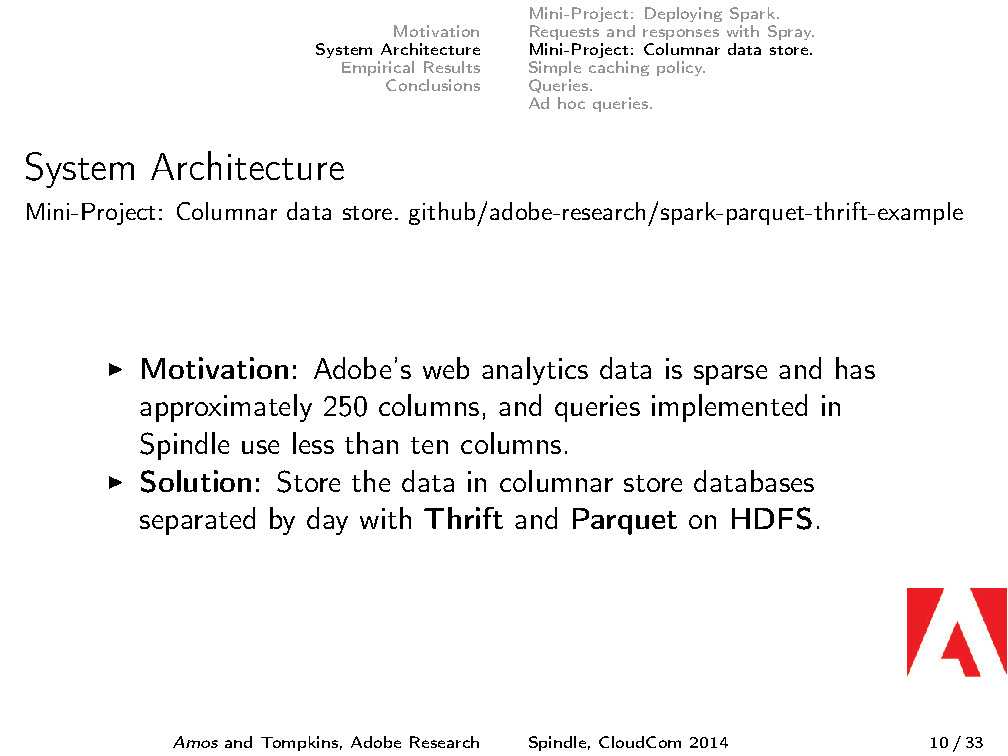 Motivation
System Architecture
Empirical Results
Conclusions
Mini-Project: Deploying Spark.
Requests and responses with Spray.
Mini-Project: Columnar data store.
Simple caching policy.
Queries.
Ad hoc queries.
System Architecture
Mini-Project: Columnar data store. github/adobe-research/spark-parquet-thrift-example
▶ Motivation: Adobe's web analytics data is sparse and has
approximately 250 columns, and queries implemented in
Spindle use less than ten columns.
▶ Solution: Store the data in columnar store databases
separated by day with Thrift and Parquet on HDFS.
Amos and Tompkins, Adobe Research Spindle, CloudCom 2014 10 / 33